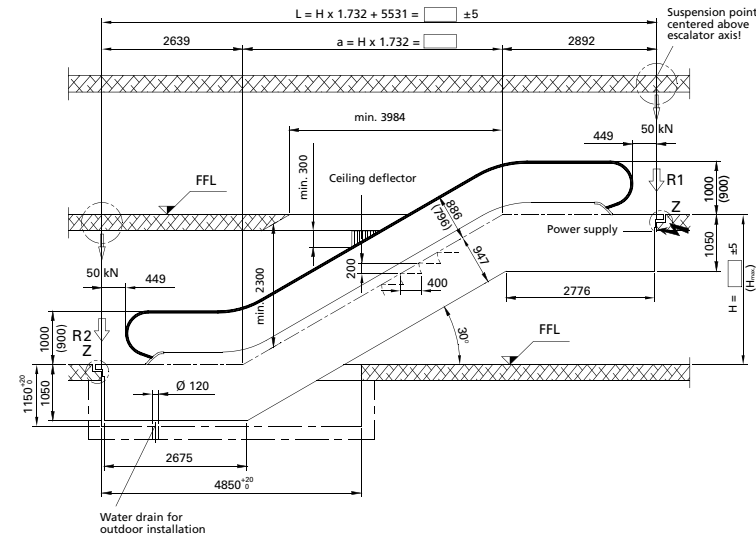 L = H x 1.732 + 5531 = ±5
Suspension point
centered above
escalator axis!
2639
a = H x 1.732 =
2892
min. 3984
449
50 kN
min. 300
Ceiling deflector
FFL
R1
1000
(900)
Z
886
(796)
Power supply
1050
947
50 kN
449
min. 2300
200
400
2776
H = ±5
(Hmax.)
1000
(900)
R2
Z
30°
FFL
1150 +20 0
1050
Ø 120
2675
4850 +20 0
Water drain for
outdoor installation